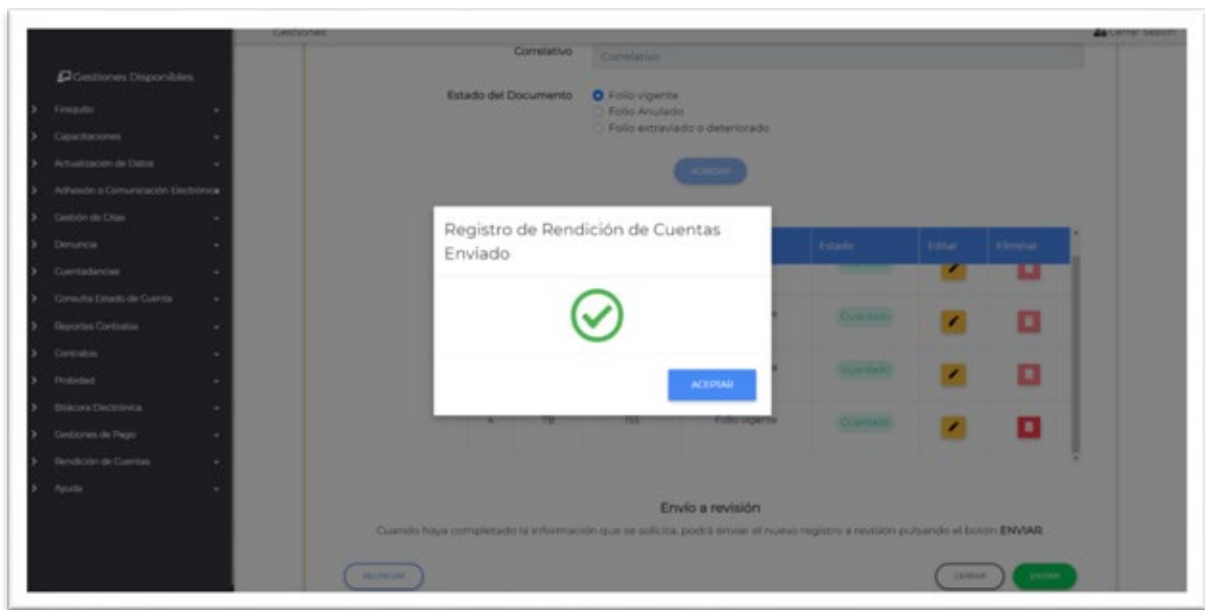 Gestiones
Cerrar Sesión
Gestiones Disponibles
Finiquito
Capacitaciones
Actualización de Datos
Adhesión a Comunicación Electrónica
Gestión de Citas
Denuncia
Cuentadancias
Consulta Estado de Cuenta
Reportes Contratos
Contratos
Probidad
Bitácora Electrónica
Gestiones de Pago
Rendición de Cuentas
Ayuda
Correlativo
Correlativo
Estado del Documento
Folio vigente
Folio Anulado
Folio extraviado o deteriorado
AGREGAR
Registro de Rendición de Cuentas
Enviado
ACEPTAR
Estado Editar Eliminar
Guardado
Guardado
4 155 Folio vigente Guardado
Envío a revisión
Cuando haya completado la información que se solicita, podrá enviar el nuevo registro a revisión pulsando el botón ENVIAR
REGRESAR
CERRAR
ENVIAR